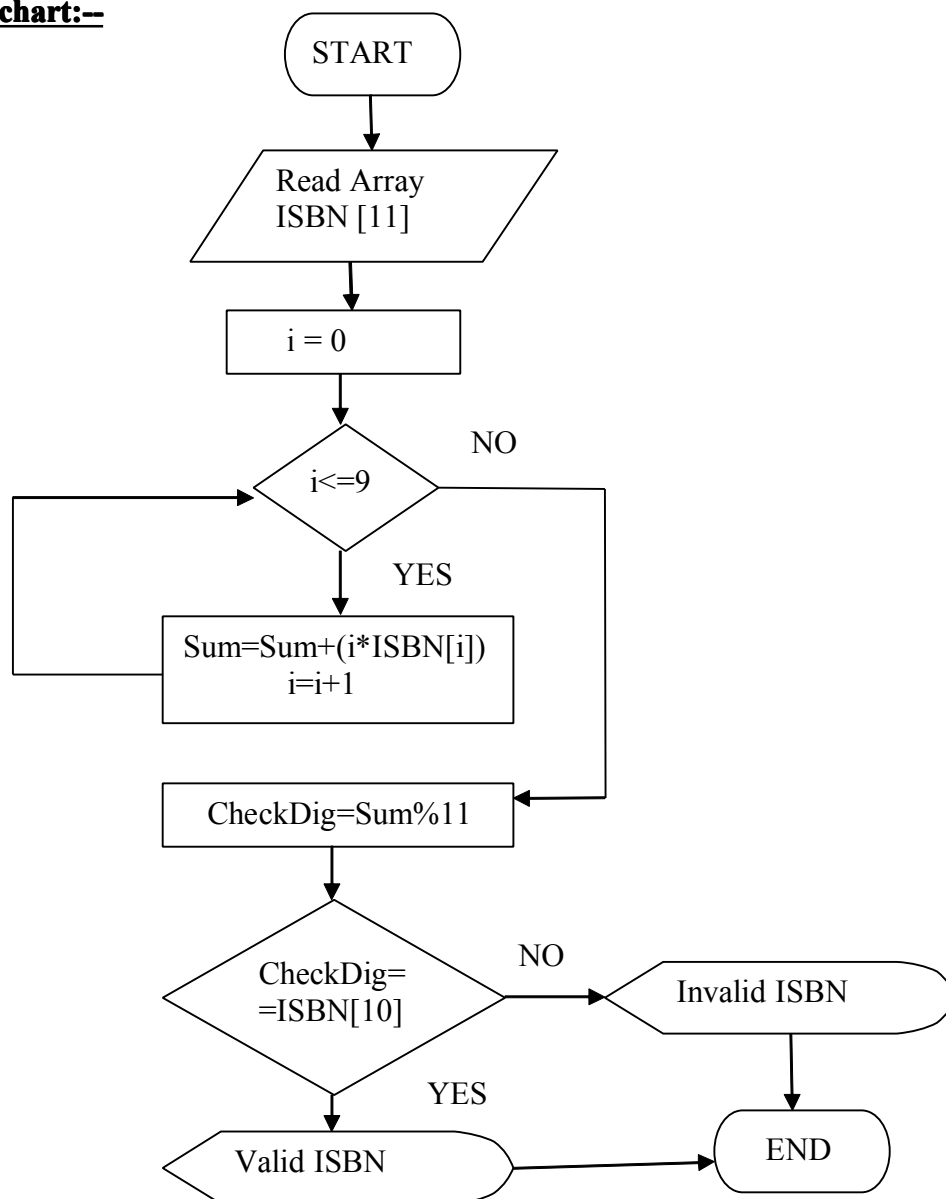 chart:--
START
Read Array
ISBN [11]
i = 0
NO
i<=9
YES
Sum=Sum+(i*ISBN[i])
i=i+1
CheckDig=Sum%11
NO
CheckDig=
=ISBN[10]
Invalid ISBN
YES
END
Valid ISBN